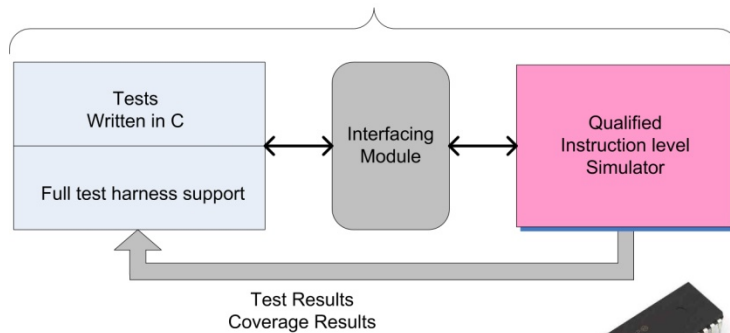 Tests
Written in C
Full test harness support
Interfacing
Module
Qualified
Instruction level
Simulator
Test Results
Coverage Results